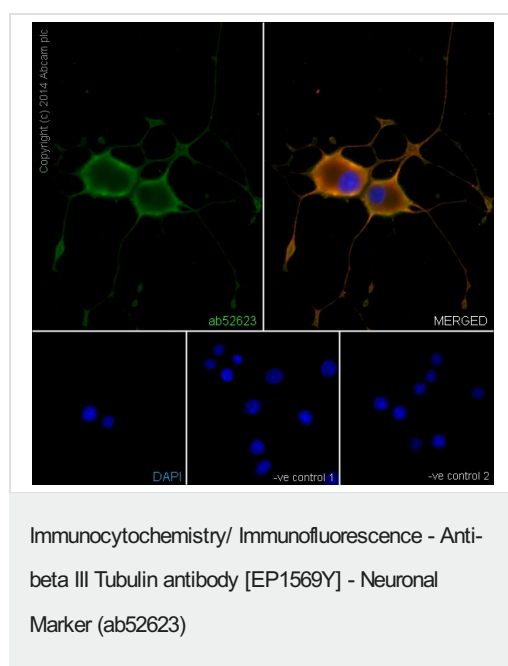 Copyright (c) 2014 Abcam plc
ab52623
MERGED
DAPI
-ve control 1
-ve control 2
Immunocytochemistry/ Immunofluorescence - Anti-
beta III Tubulin antibody [EP1569Y] - Neuronal
Marker (ab52623)